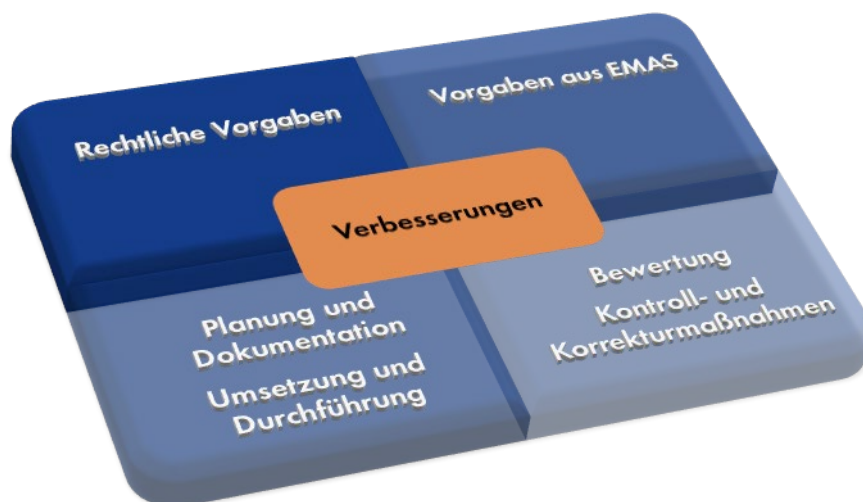 Rechtliche Vorgaben
Vorgaben aus EMAS
Verbesserungen
Planung und
Dokumentation
Umsetzung und
Durchführung
Bewertung
Kontroll- und
Korrekturmaßnahmen